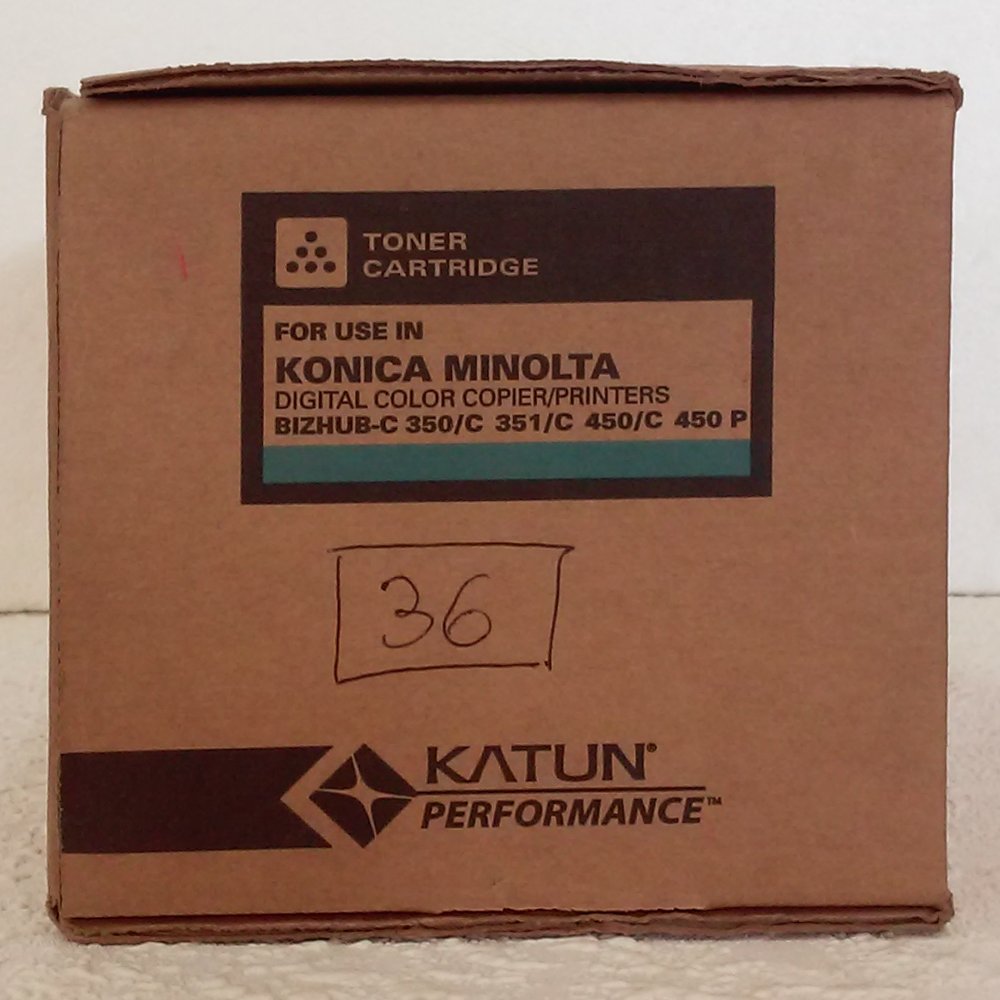 TONER
CARTRIDGE
FOR USE IN
KONICA MINOLTA
DIGITAL COLOR COPIER/PRINTERS
BIZHUB-C 350/C 351/C 450/C 450 P
36
KATUN®
PERFORMANCE™